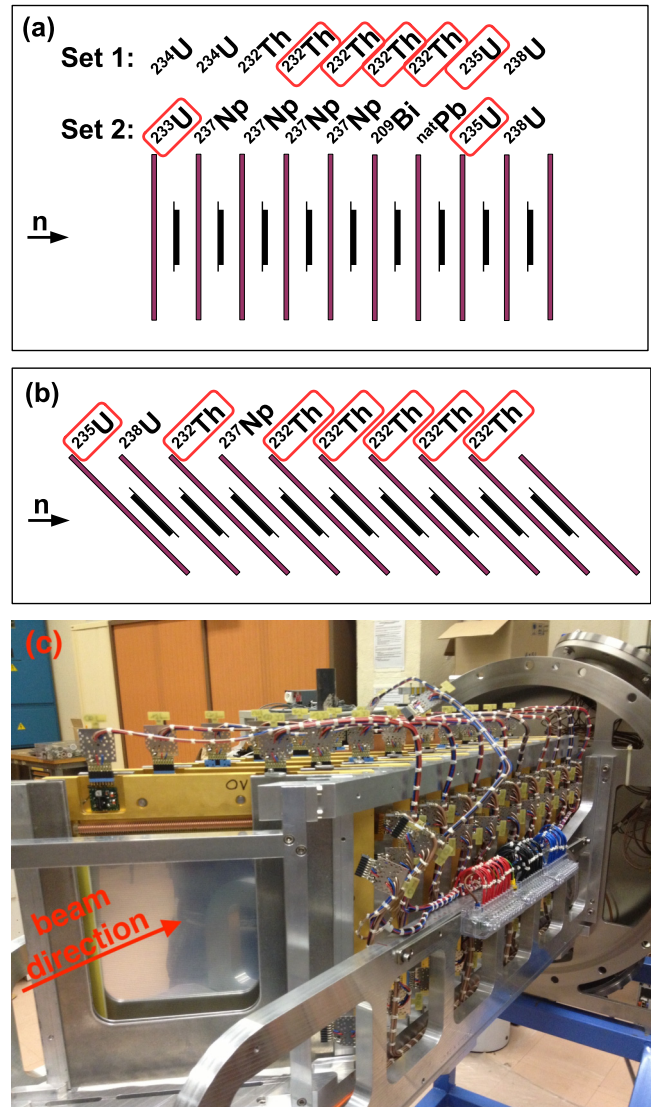 (a)
Set 1: ²³⁴U ²³⁴U ²³²Th ²³²Th ²³²Th ²³²Th ²³²Th ²³⁵U ²³⁸U
Set 2: ²³³U ²³⁷Np ²³⁷Np ²³⁷Np ²³⁷Np ²⁰⁹Bi ⁿᵃᵗPb ²³⁵U ²³⁸U
n
(b)
²³⁵U ²³⁸U ²³²Th ²³⁷Np ²³²Th ²³²Th ²³²Th ²³²Th ²³²Th
n
(c)
OV
beam
direction